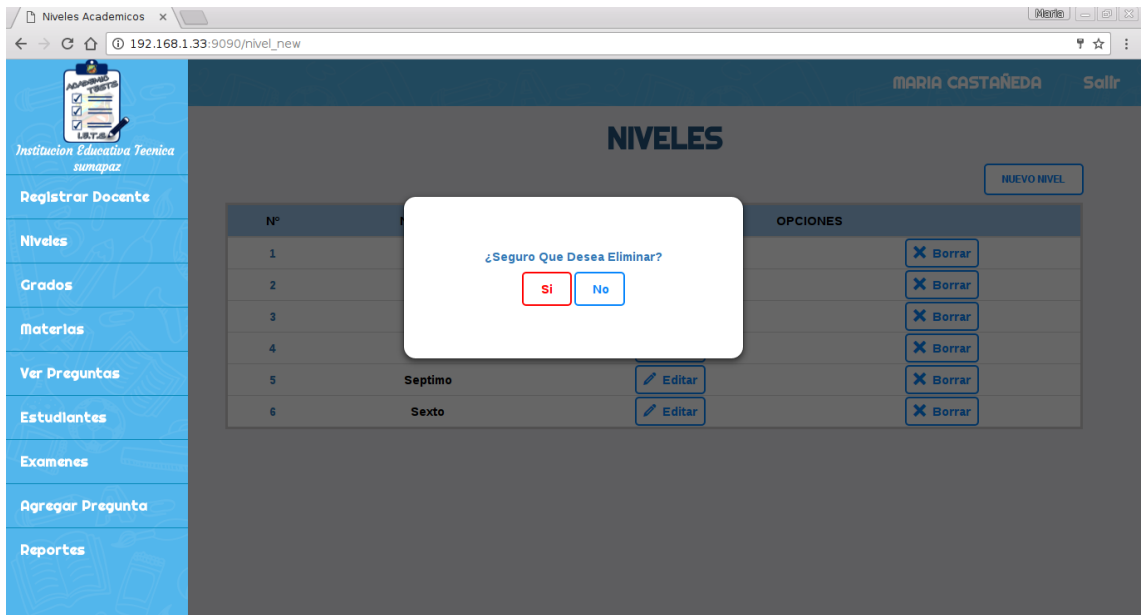 Niveles Academicos
Maria
192.168.1.33:9090/nivel_new
ACADEMIC
TESTS
I.E.T.S.
Institucion Educativa Tecnica
sumapaz
MARIA CASTAÑEDA Salir
NIVELES
NUEVO NIVEL
Registrar Docente
Niveles
Grados
Materias
Ver Preguntas
Estudiantes
Examenes
Agregar Pregunta
Reportes
Nº OPCIONES
1 Borrar
2 Borrar
3 Borrar
4 Borrar
5 Septimo Editar Borrar
6 Sexto Editar Borrar
¿Seguro Que Desea Eliminar?
Si No